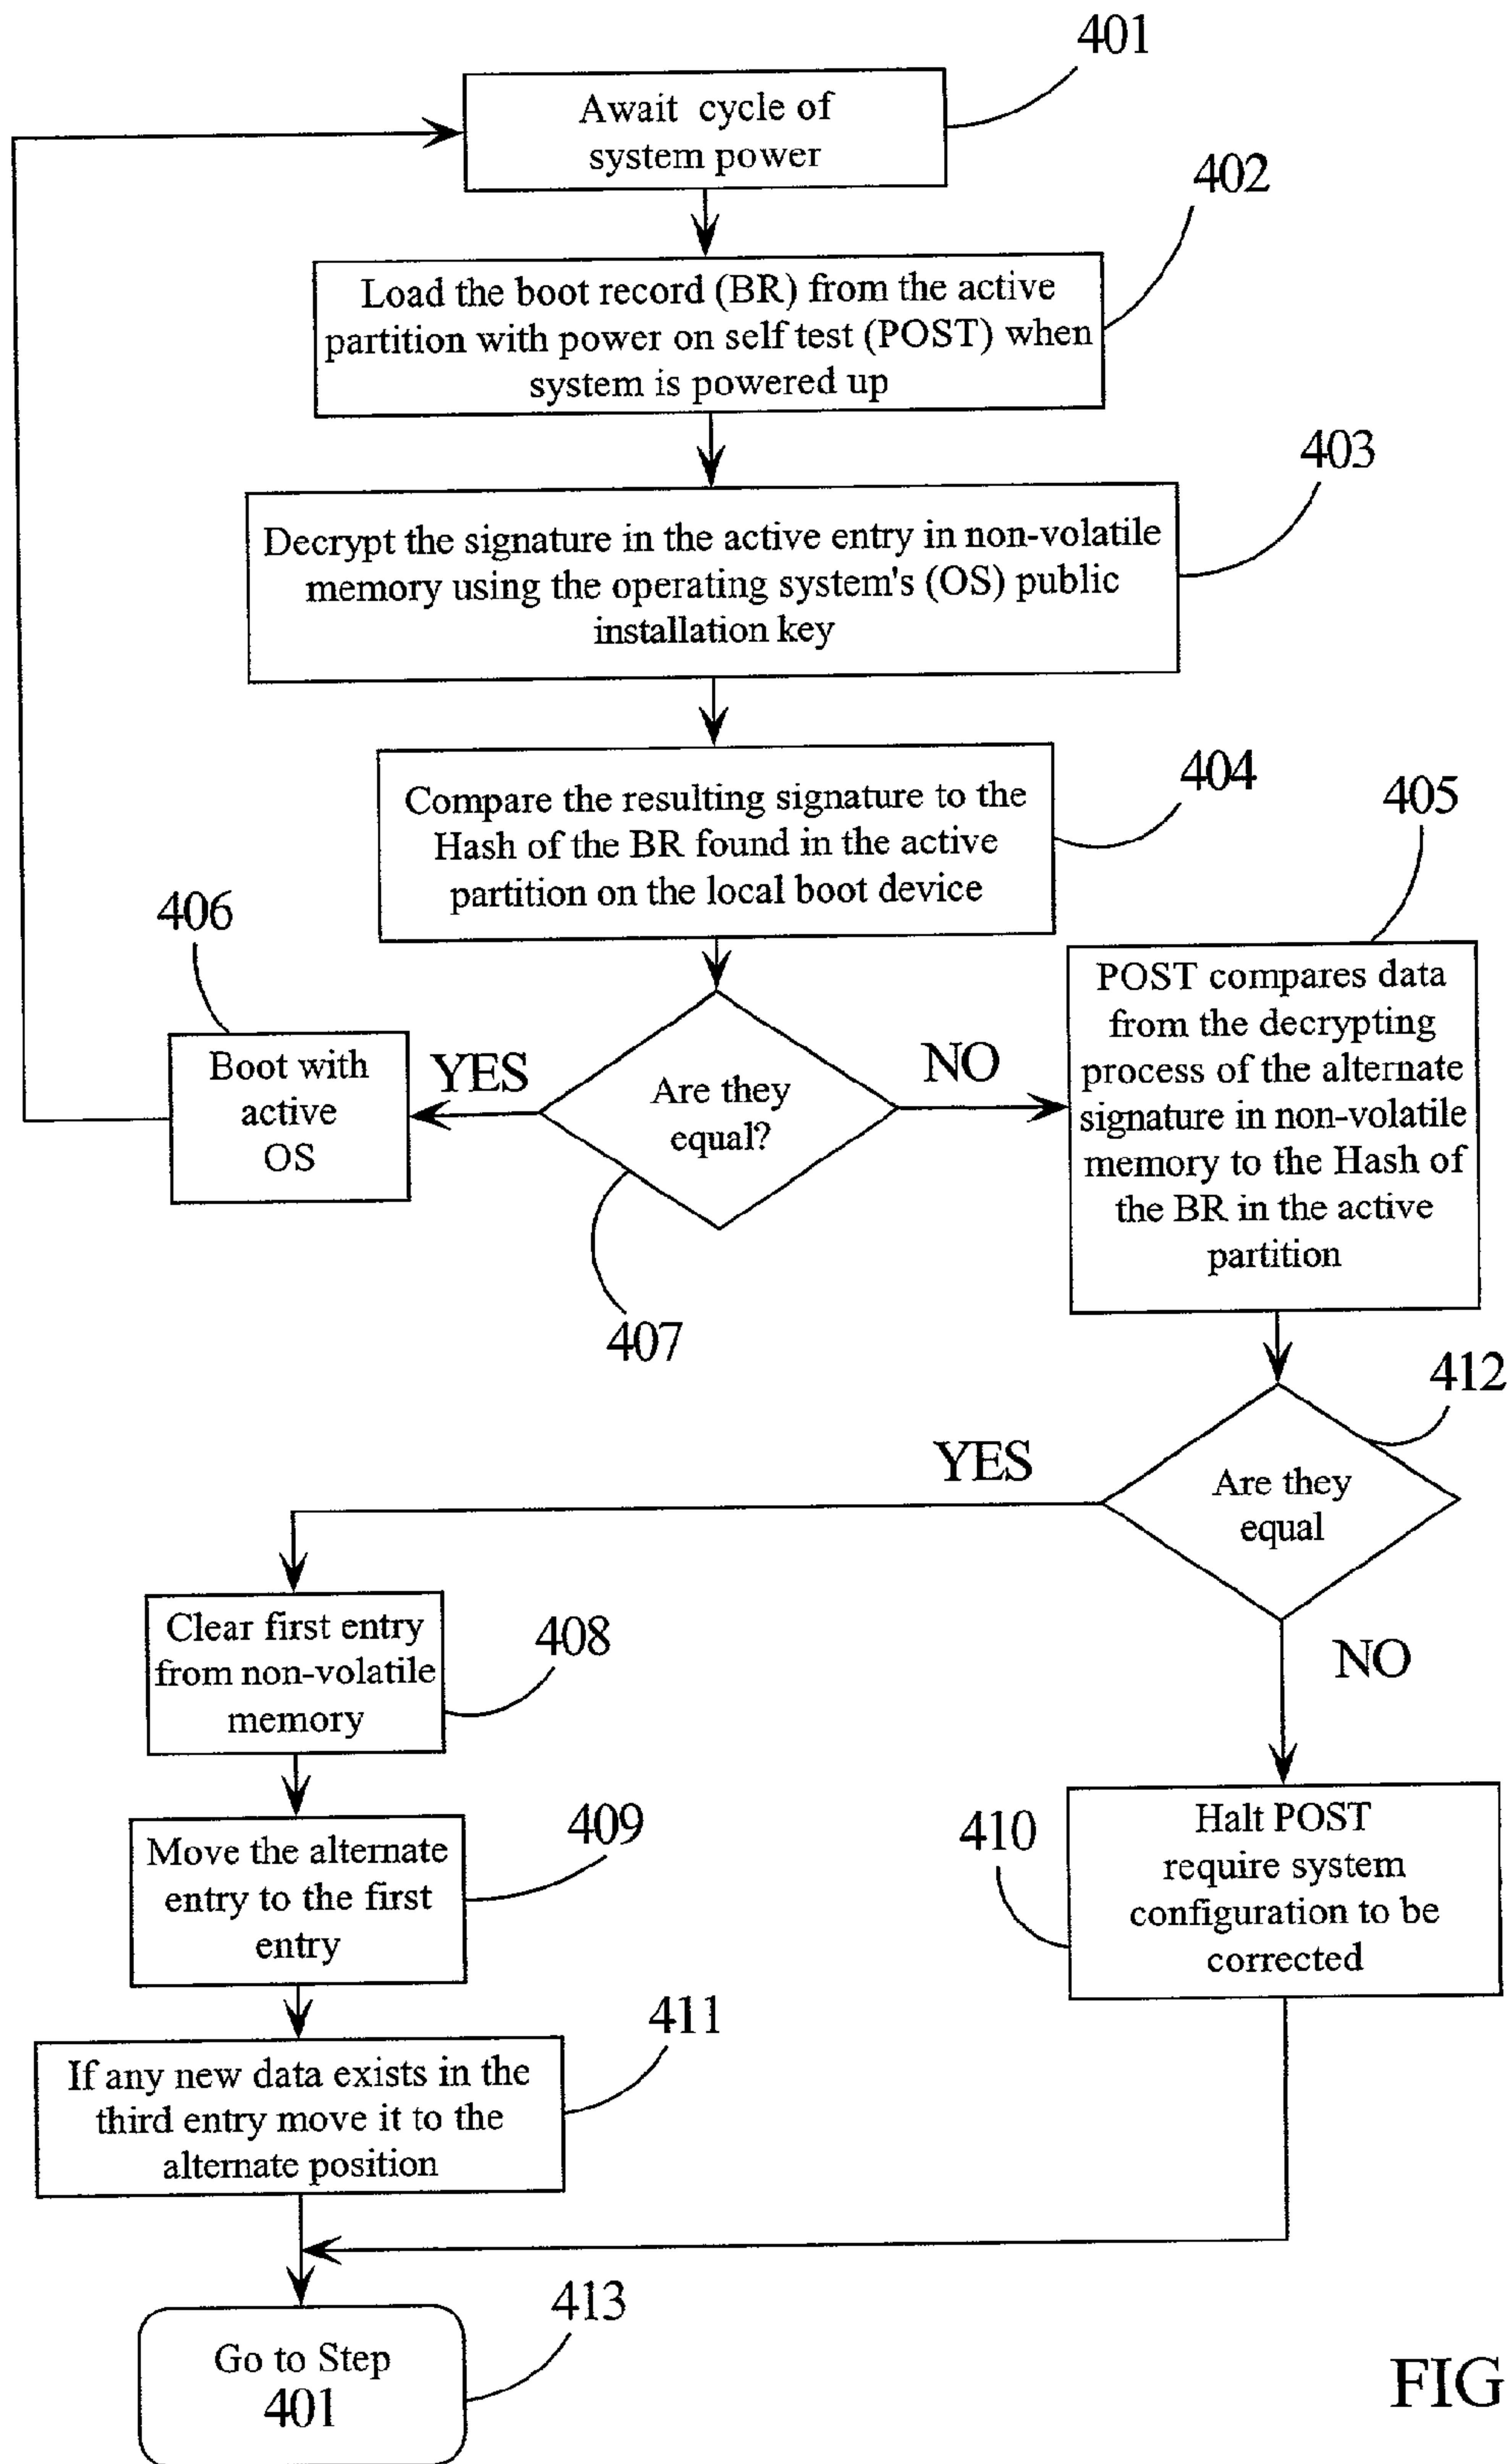 401
Await cycle of
system power
402
Load the boot record (BR) from the active
partition with power on self test (POST) when
system is powered up
403
Decrypt the signature in the active entry in non-volatile
memory using the operating system's (OS) public
installation key
404
Compare the resulting signature to the
Hash of the BR found in the active
partition on the local boot device
405
406
POST compares data
from the decrypting
process of the alternate
signature in non-volatile
memory to the Hash of
the BR in the active
partition
Boot with
active
OS
YES
Are they
equal?
NO
407
412
YES
Are they
equal
NO
Clear first entry
from non-volatile
memory
408
Move the alternate
entry to the first
entry
409
410
Halt POST
require system
configuration to be
corrected
411
If any new data exists in the
third entry move it to the
alternate position
413
Go to Step
401
FIG